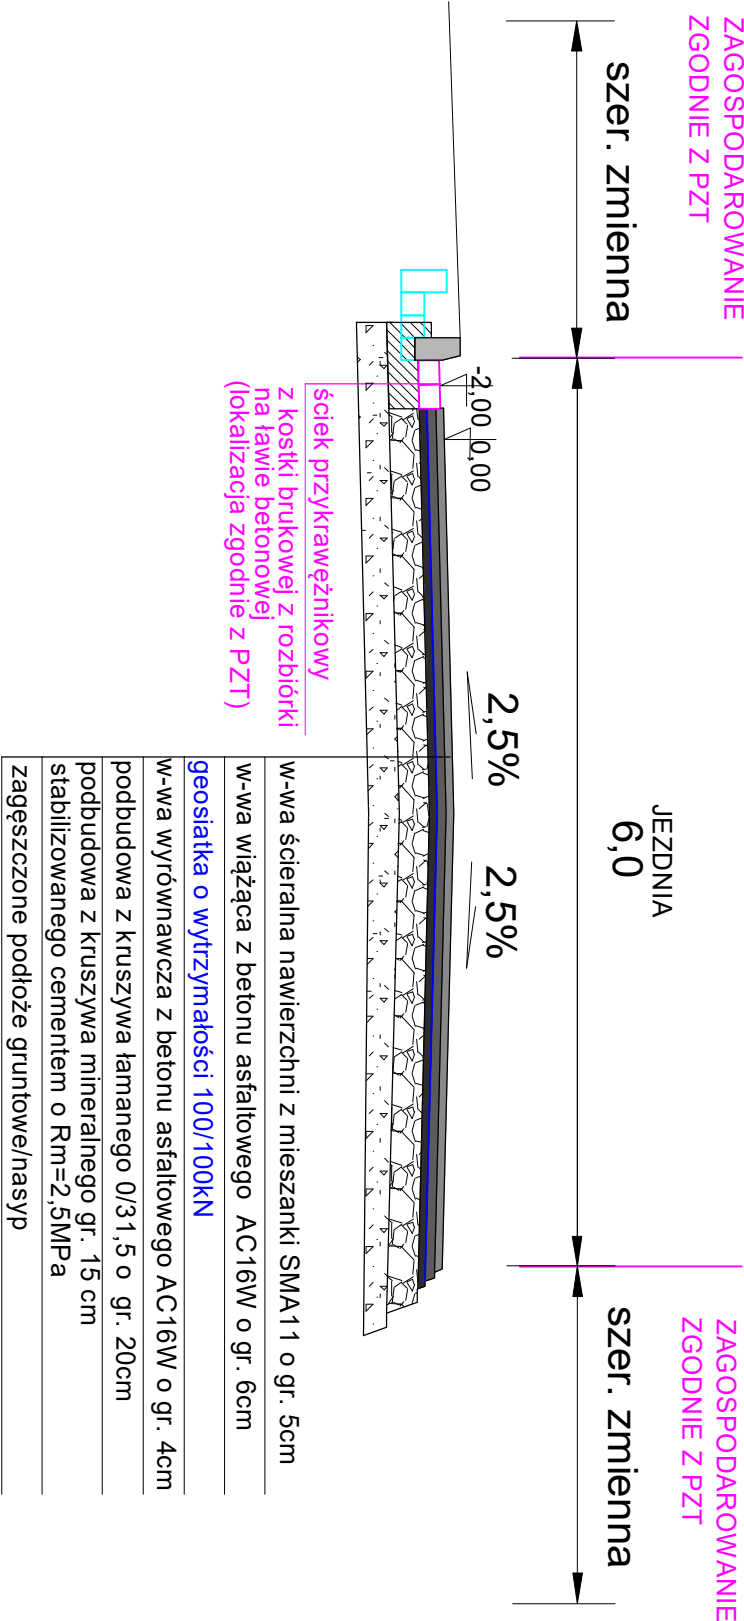 ZAGOSPODAROWANIE
ZGODNIE Z PZT
szer. zmienna
JEZDNIA
6,0
ZAGOSPODAROWANIE
ZGODNIE Z PZT
szer. zmienna
2,5%
2,5%
-2,00
0,00
ściek przykrawężnikowy
z kostki brukowej z rozbiórki
na ławie betonowej
(lokalizacja zgodnie z PZT)
w-wa ścieralna nawierzchni z mieszanki SMA11 o gr. 5cm
w-wa wiążąca z betonu asfaltowego AC16W o gr. 6cm
geosiatka o wytrzymałości 100/100kN
w-wa wyrównawcza z betonu asfaltowego AC16W o gr. 4cm
podbudowa z kruszywa łamanego 0/31,5 o gr. 20cm
podbudowa z kruszywa mineralnego gr. 15 cm
stabilizowanego cementem o Rm=2,5MPa
zagęszczone podłoże gruntowe/nasyp